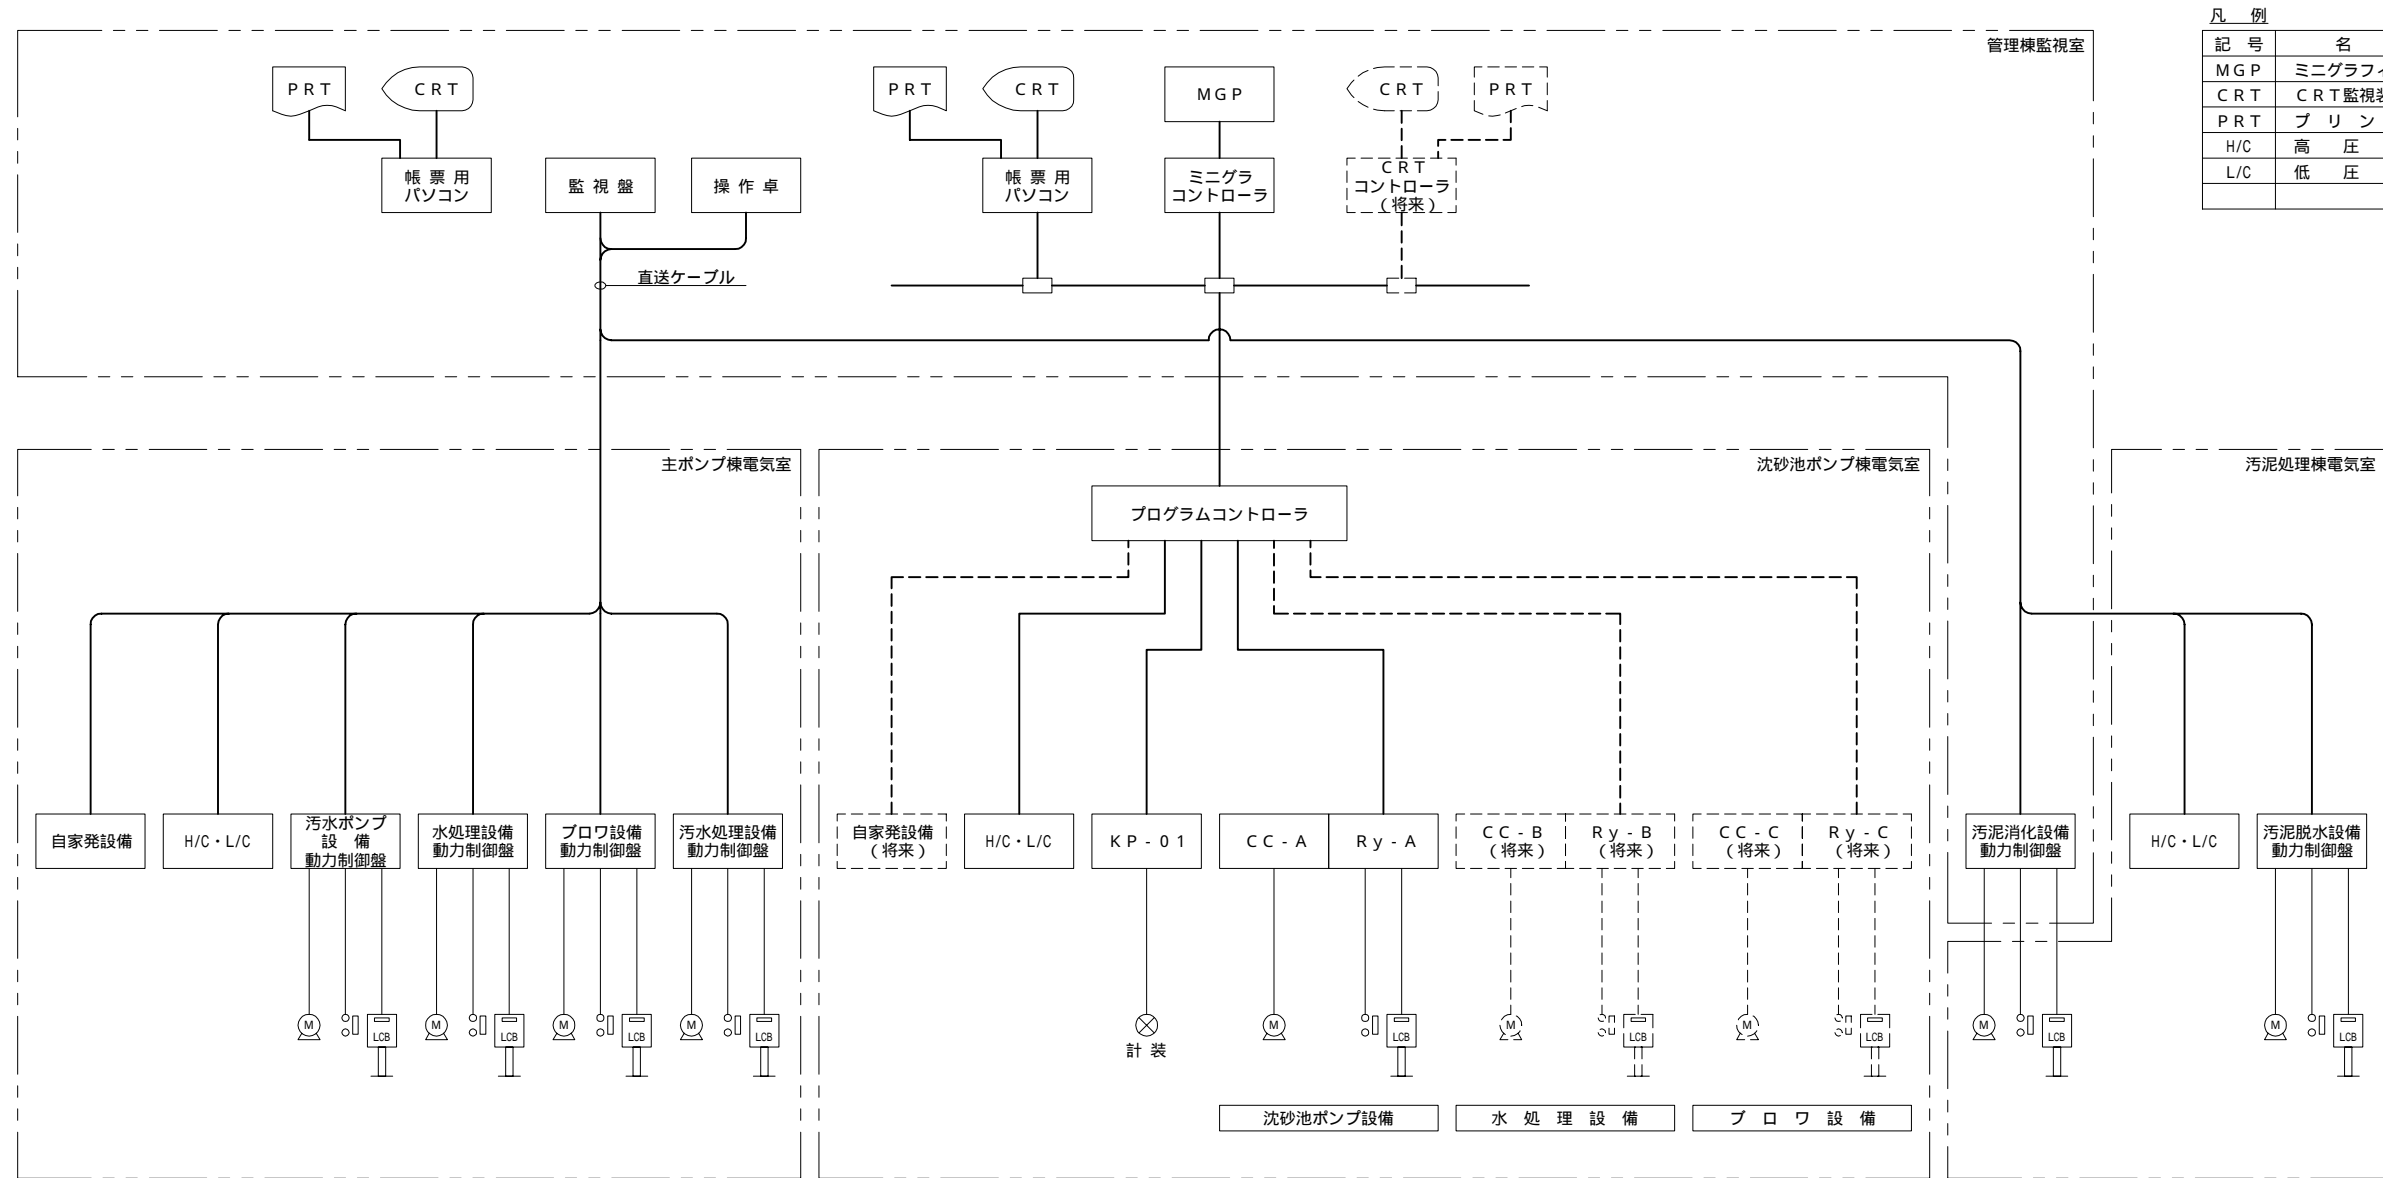 凡 例
記 号 名
ＭＧＰ ミニグラフィ
ＣＲＴ ＣＲＴ監視装
ＰＲＴ プ リ ン
H/C 高 圧
L/C 低 圧
管理棟監視室
ＰＲＴ ＣＲＴ ＰＲＴ ＣＲＴ ＭＧＰ ＣＲＴ ＰＲＴ
帳 票 用
パソコン
監 視 盤
操 作 卓
帳 票 用
パソコン
ミニグラ
コントローラ
ＣＲＴ
コントローラ
（将来）
直送ケーブル
主ポンプ棟電気室
沈砂池ポンプ棟電気室
汚泥処理棟電気室
プログラムコントローラ
自家発設備
H/C・L/C
汚水ポンプ
設 備
動力制御盤
水処理設備
動力制御盤
ブロワ設備
動力制御盤
汚水処理設備
動力制御盤
自家発設備
（将来）
H/C・L/C
ＫＰ-０１
ＣＣ-Ａ
Ｒｙ-Ａ
ＣＣ-Ｂ
（将来）
Ｒｙ-Ｂ
（将来）
ＣＣ-Ｃ
（将来）
Ｒｙ-Ｃ
（将来）
汚泥消化設備
動力制御盤
H/C・L/C
汚泥脱水設備
動力制御盤
M LCB M LCB M LCB M LCB M LCB M LCB M LCB M LCB M LCB
計 装
沈砂池ポンプ設備
水 処 理 設 備
ブ ロ ワ 設 備